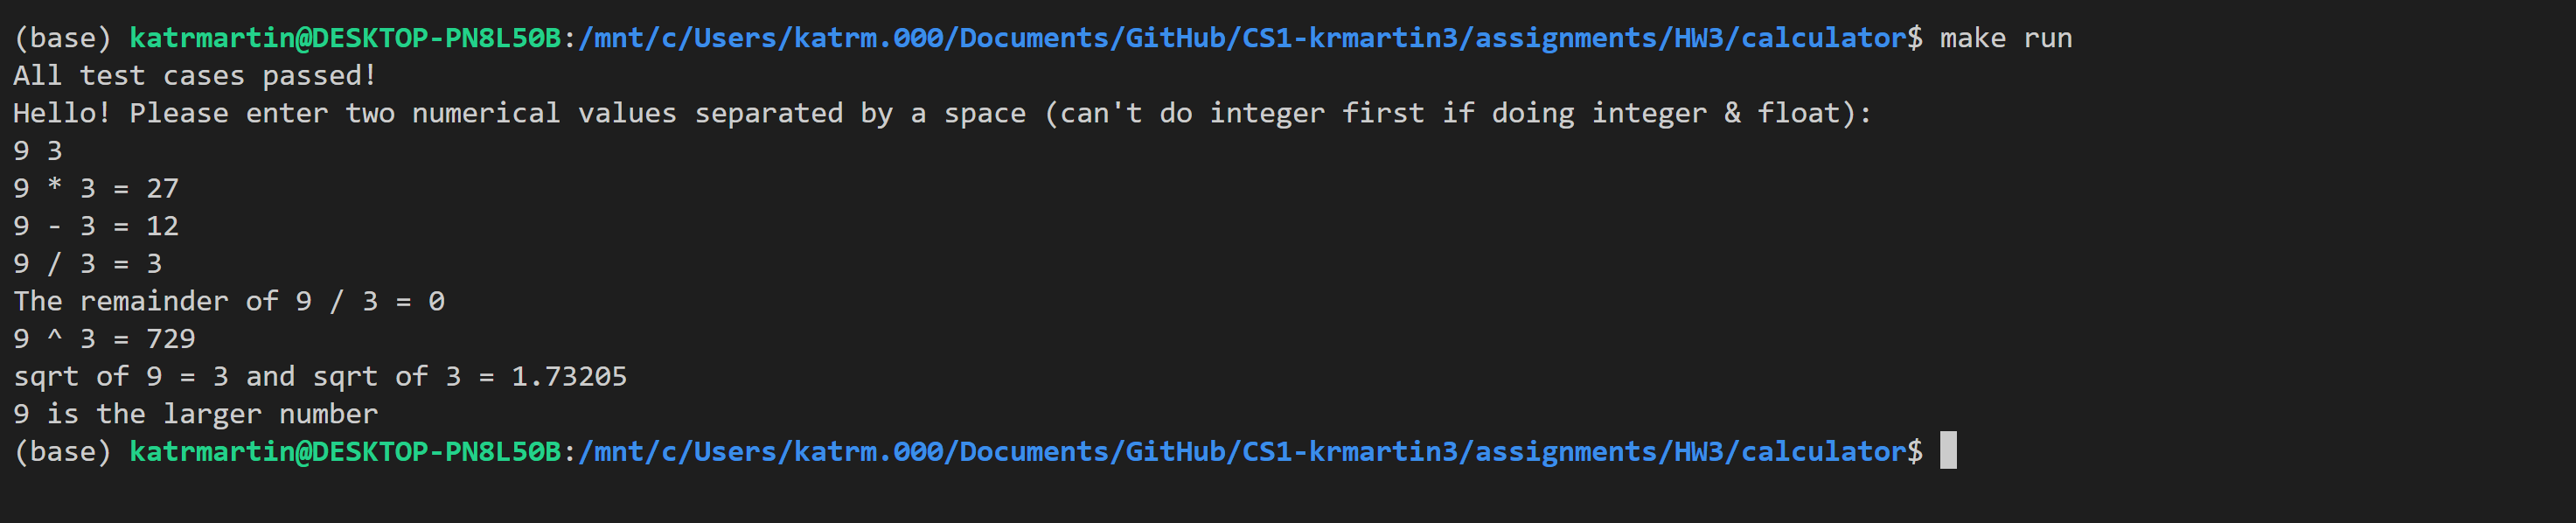 (base) katrmartin@DESKTOP-PN8L50B:/mnt/c/Users/katrm.000/Documents/GitHub/CS1-krmartin3/assignments/HW3/calculator$ make run
All test cases passed!
Hello! Please enter two numerical values separated by a space (can't do integer first if doing integer & float):
9 3
9 * 3 = 27
9 - 3 = 12
9 / 3 = 3
The remainder of 9 / 3 = 0
9 ^ 3 = 729
sqrt of 9 = 3 and sqrt of 3 = 1.73205
9 is the larger number
(base) katrmartin@DESKTOP-PN8L50B:/mnt/c/Users/katrm.000/Documents/GitHub/CS1-krmartin3/assignments/HW3/calculator$